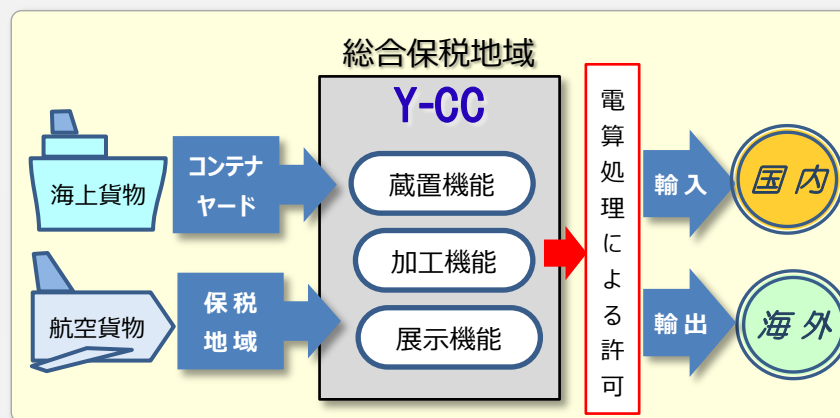 総合保税地域
Y-CC
海上貨物
コンテナ
ヤード
蔵置機能
加工機能
展示機能
航空貨物
保税
地域
電算処理による許可
輸入
国内
輸出
海外